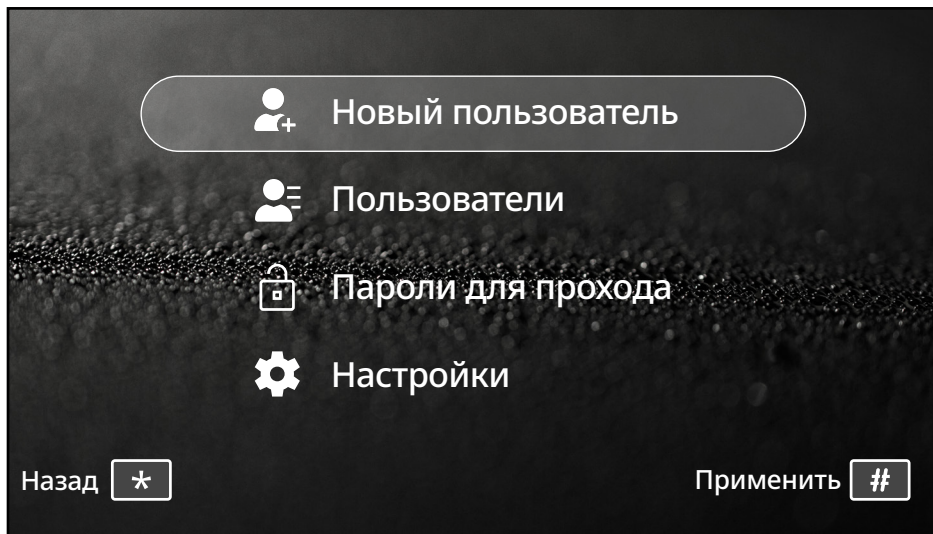 Новый пользователь
Пользователи
Пароли для прохода
Настройки
Назад *
Применить #